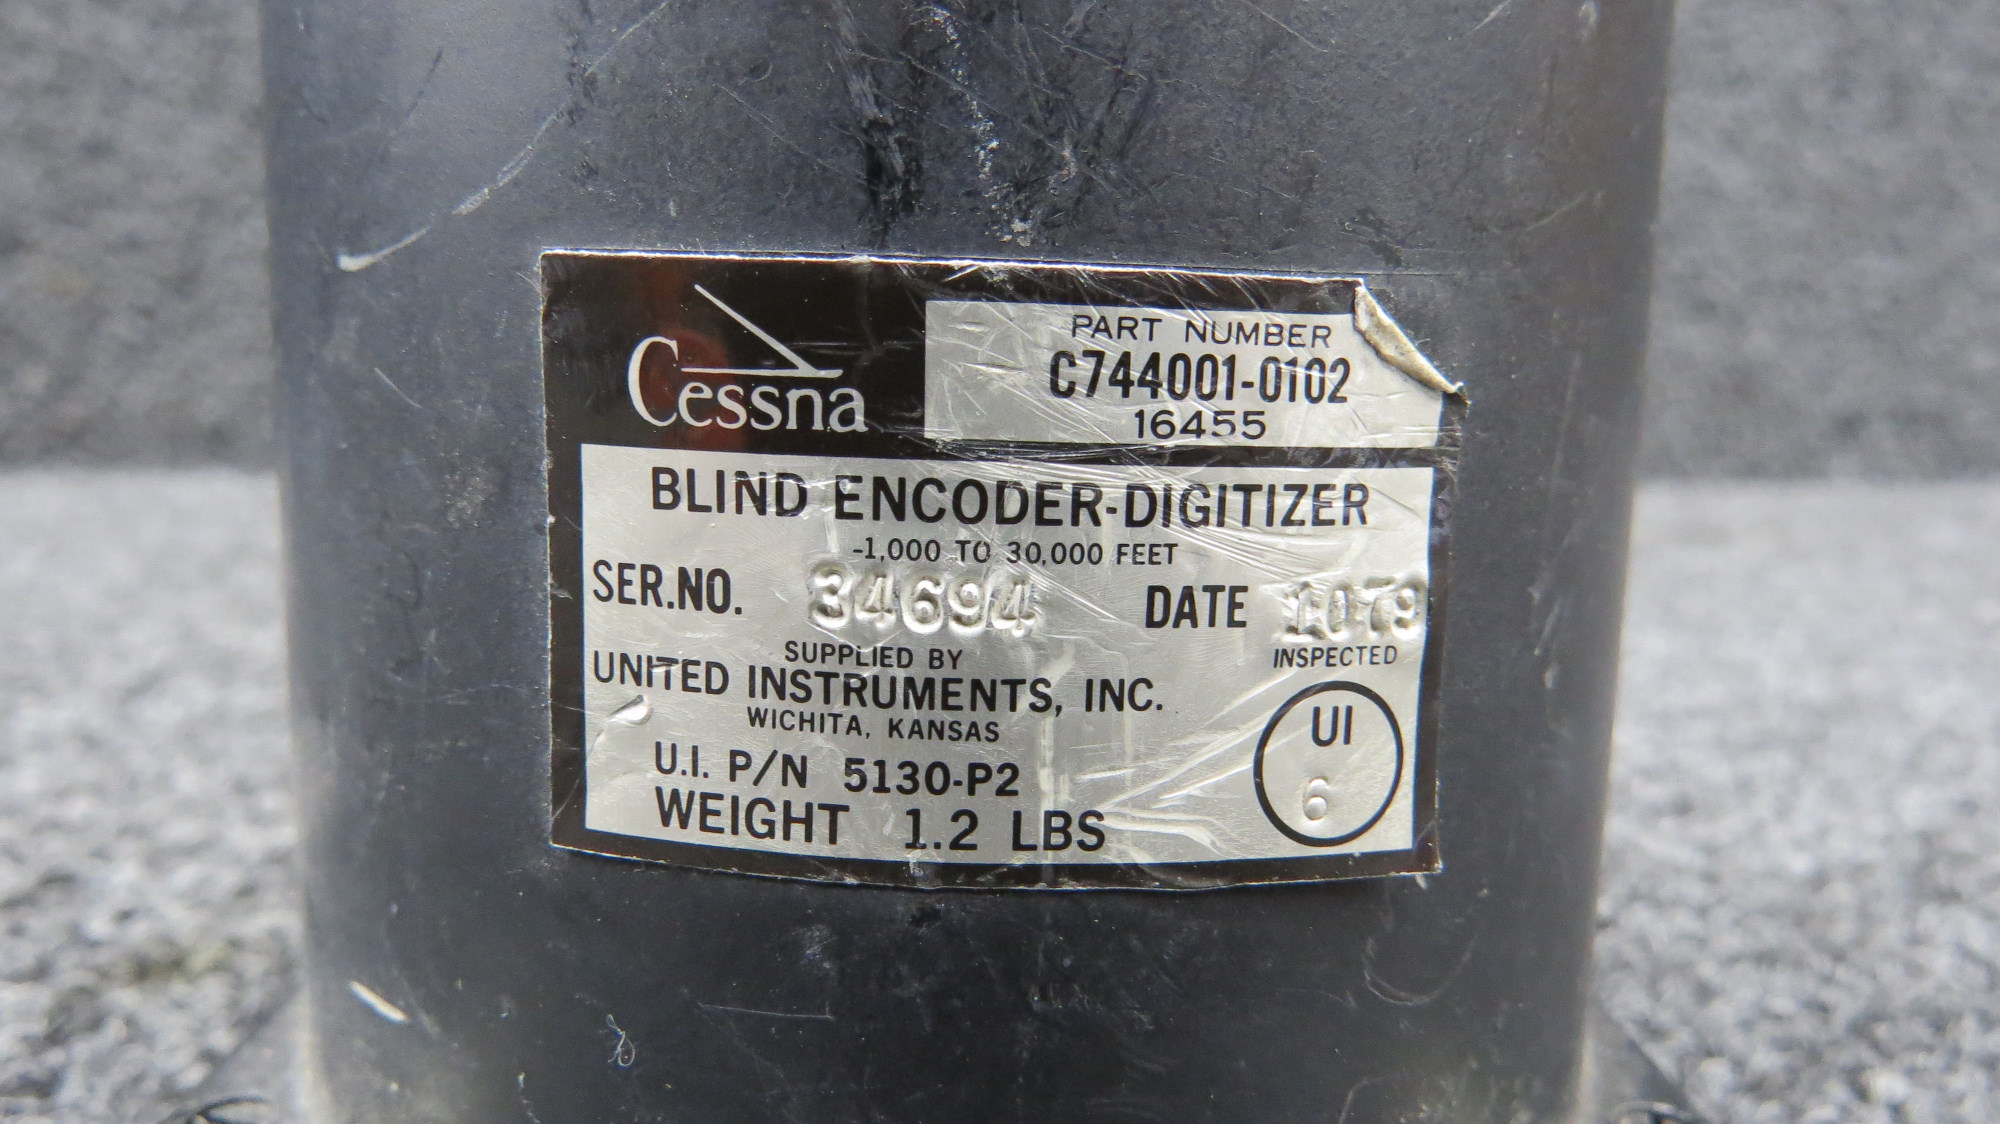 Cessna
PART NUMBER
C744001-0102
16455
BLIND ENCODER-DIGITIZER
-1,000 TO 30,000 FEET
SER.NO. 34694 DATE 1079
SUPPLIED BY
UNITED INSTRUMENTS, INC.
WICHITA, KANSAS
INSPECTED
UI
6
U.I. P/N 5130-P2
WEIGHT 1.2 LBS